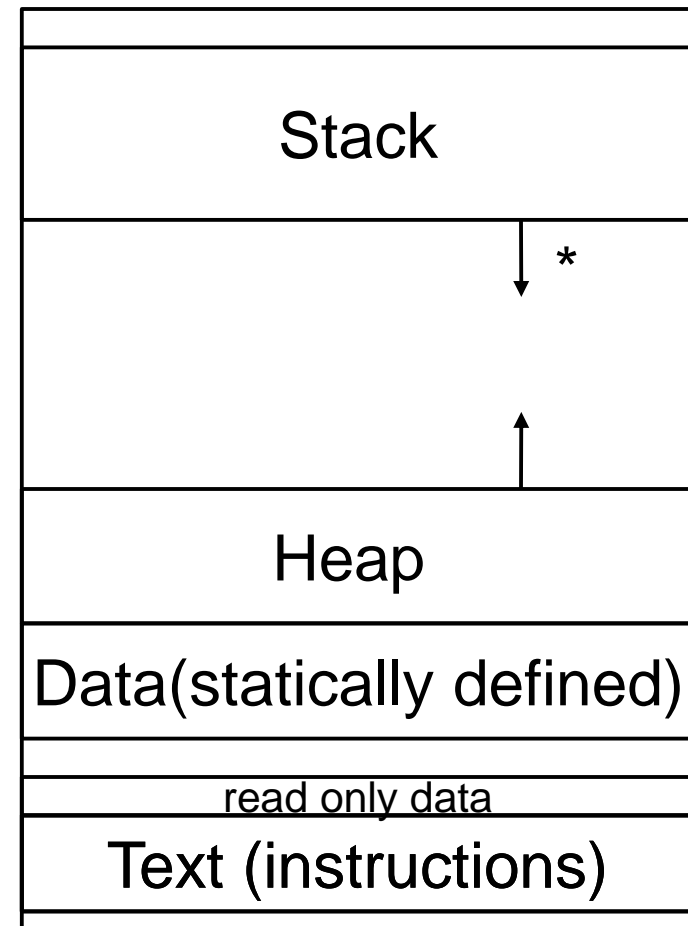 Stack
*
Heap
Data(statically defined)
read only data
Text (instructions)